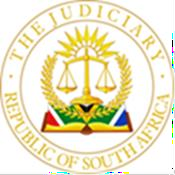 THE JUDICIARY
REPUBLIC OF SOUTH AFRICA